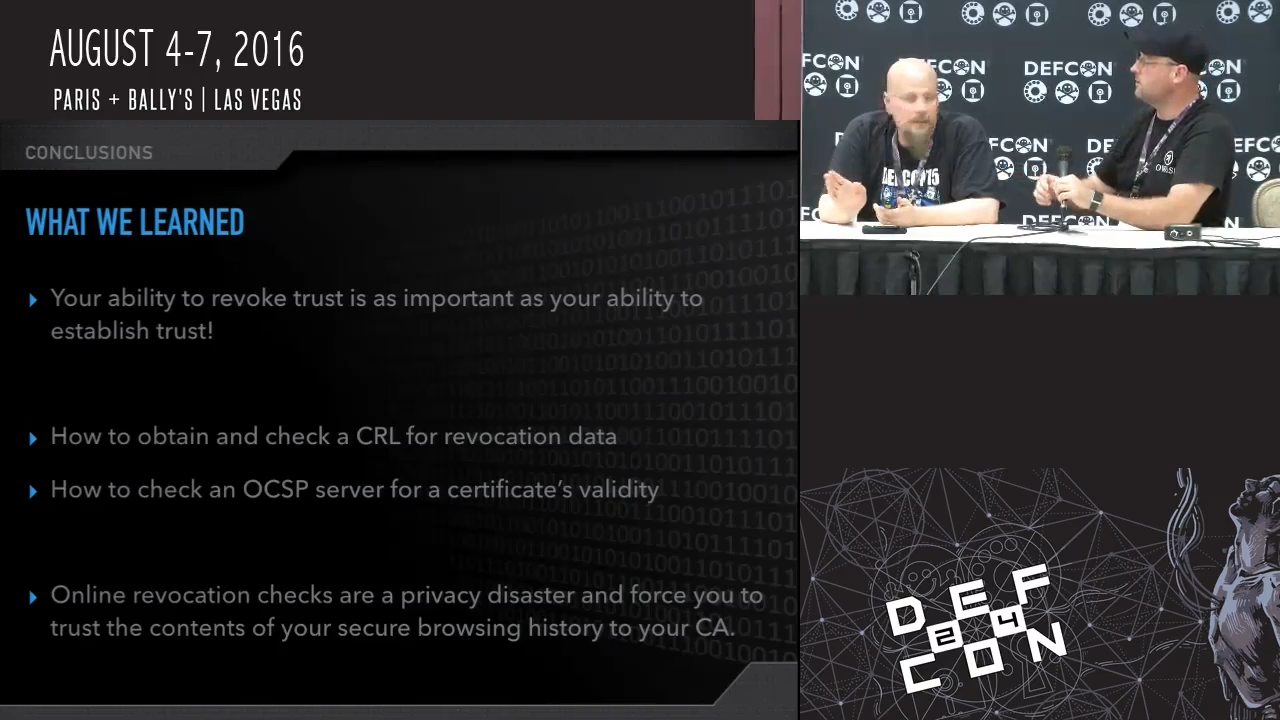 AUGUST 4-7, 2016
PARIS + BALLY'S | LAS VEGAS
CONCLUSIONS
WHAT WE LEARNED
Your ability to revoke trust is as important as your ability to
establish trust!
How to obtain and check a CRL for revocation data
How to check an OCSP server for a certificate's validity
Online revocation checks are a privacy disaster and force you to
trust the contents of your secure browsing history to your CA.
DEFCON
DEFCON
DEF
24
CON